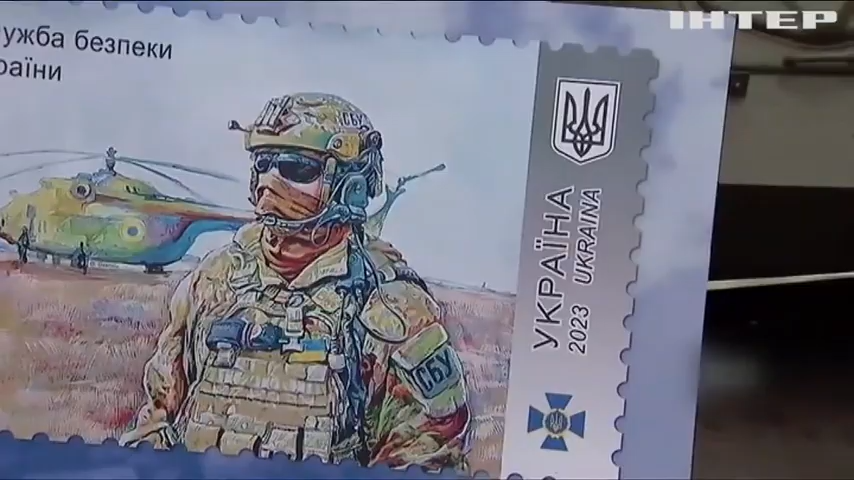 ІНТЕР
ужба безпеки
раїни
СБУ
СБУ
УКРАЇНА
2023 UKRAINA